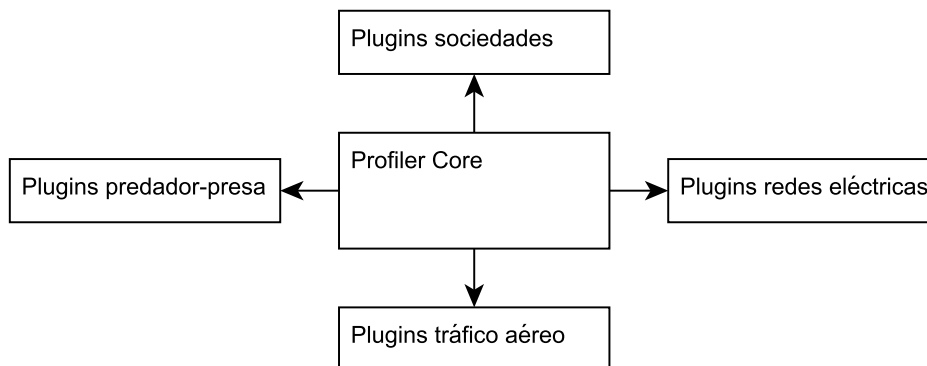 Plugins sociedades
Profiler Core
Plugins predador-presa
Plugins redes eléctricas
Plugins tráfico aéreo